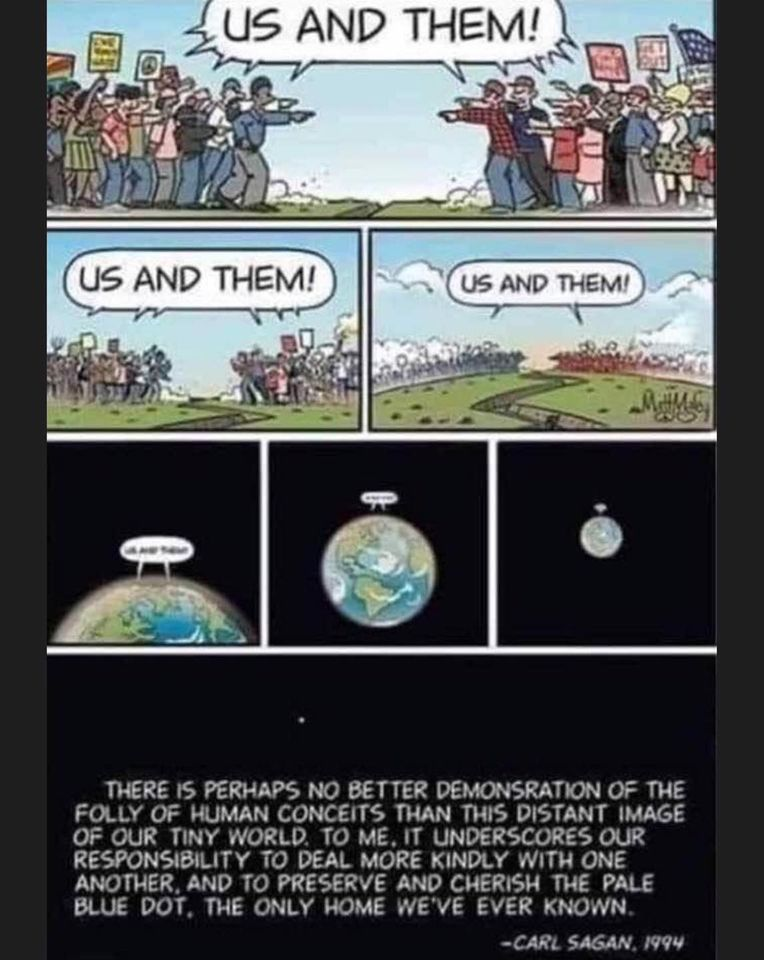 US AND THEM!
GET
OUT
US AND THEM!
US AND THEM!
US AND THEM!
THERE IS PERHAPS NO BETTER DEMONSRATION OF THE
FOLLY OF HUMAN CONCEITS THAN THIS DISTANT IMAGE
OF OUR TINY WORLD. TO ME, IT UNDERSCORES OUR
RESPONSIBILITY TO DEAL MORE KINDLY WITH ONE
ANOTHER, AND TO PRESERVE AND CHERISH THE PALE
BLUE DOT, THE ONLY HOME WE'VE EVER KNOWN.
-CARL SAGAN, 1994